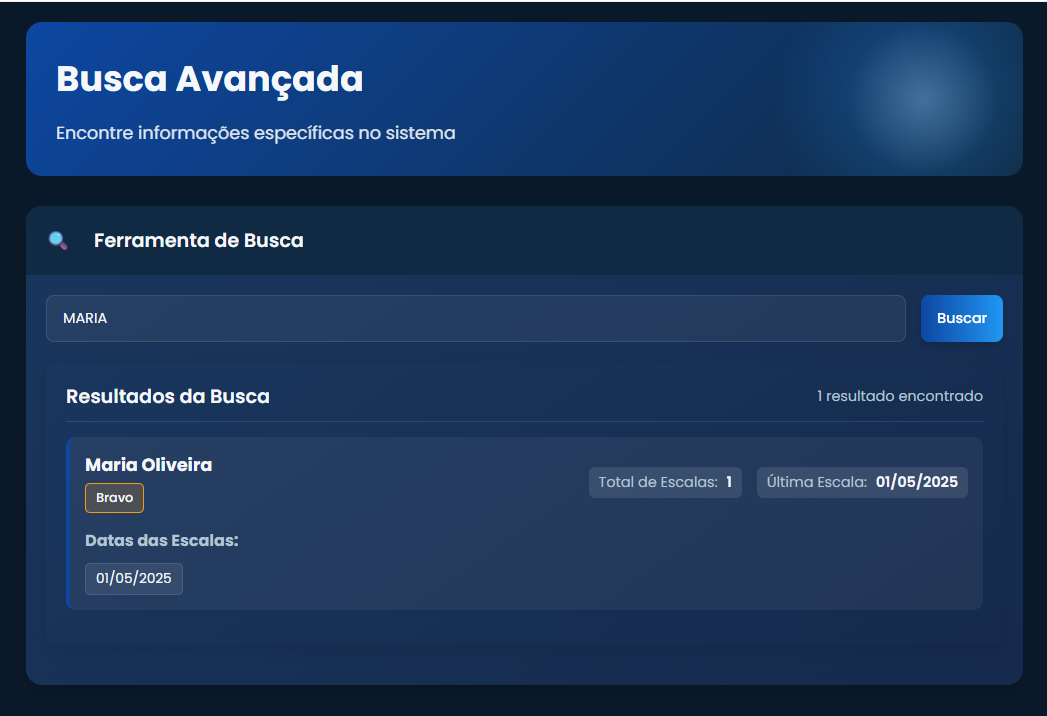 Busca Avançada
Encontre informações específicas no sistema
Ferramenta de Busca
MARIA
Buscar
Resultados da Busca
1 resultado encontrado
Maria Oliveira
Bravo
Total de Escalas: 1
Última Escala: 01/05/2025
Datas das Escalas:
01/05/2025